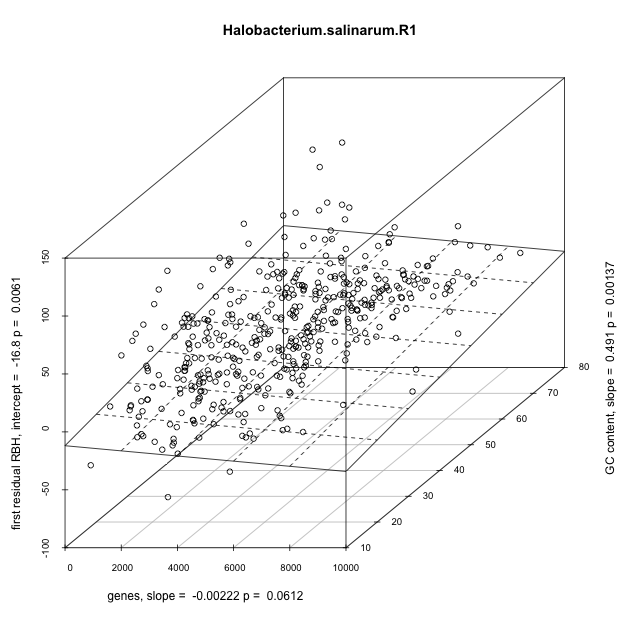 Halobacterium.salinarum.R1
first residual RBH, intercept =  -16.8 p =  0.0061
150
100
50
0
-50
-100
0 2000 4000 6000 8000 10000
genes, slope =  -0.00222 p =  0.0612
10
20
30
40
50
60
70
80
GC content, slope =  0.491 p =  0.00137